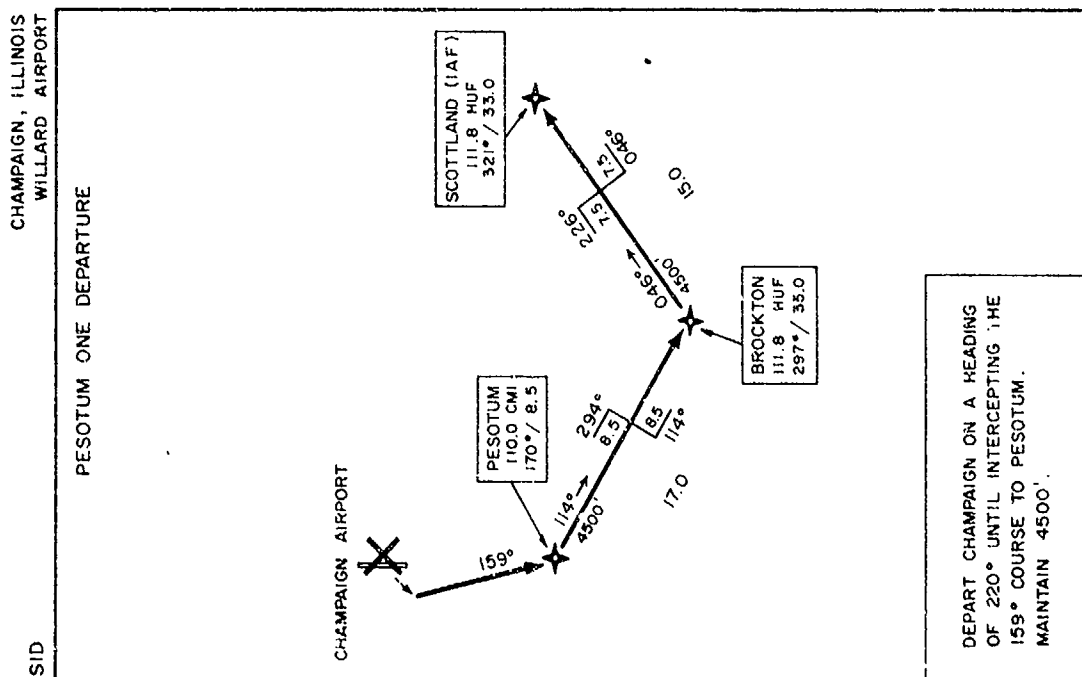 SID
CHAMPAIGN, ILLINOIS
WILLARD AIRPORT
PESOTUM ONE DEPARTURE
CHAMPAIGN AIRPORT
159°
PESOTUM
110.0 CMI
170°/8.5
114°
4500'
294°
8.5
8.5
114°
17.0
BROCKTON
111.8 HUF
297°/35.0
046°
4500'
226°
7.5
7.5
046°
15.0
SCOTTLAND (IAF)
111.8 HUF
321°/33.0
DEPART CHAMPAIGN ON A HEADING
OF 220° UNTIL INTERCEPTING THE
159° COURSE TO PESOTUM.
MAINTAIN 4500'.